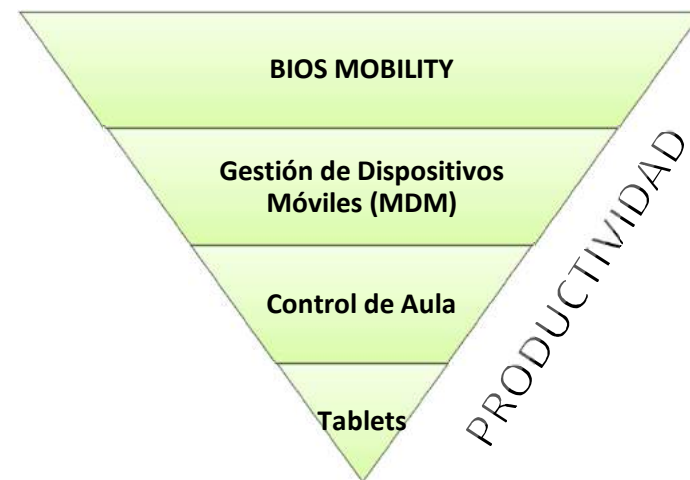 BIOS MOBILITY
Gestión de Dispositivos
Móviles (MDM)
Control de Aula
Tablets
PRODUCTIVIDAD